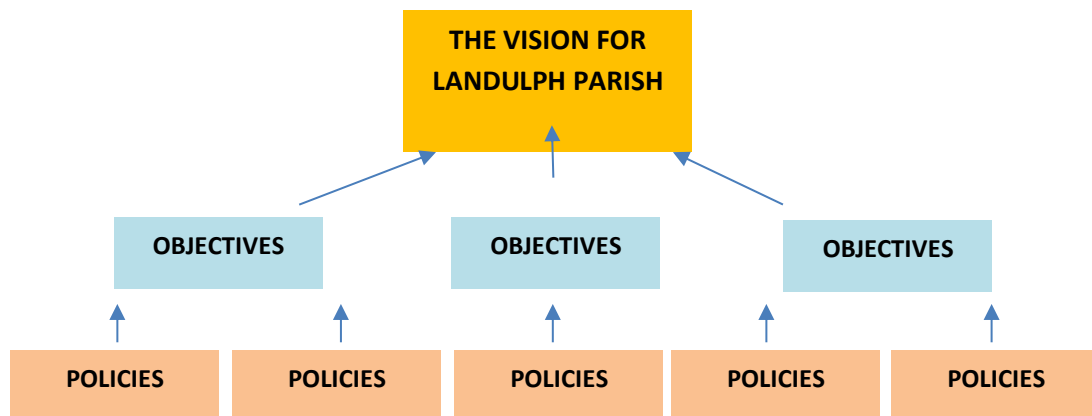 THE VISION FOR
LANDULPH PARISH
OBJECTIVES
OBJECTIVES
OBJECTIVES
POLICIES
POLICIES
POLICIES
POLICIES
POLICIES